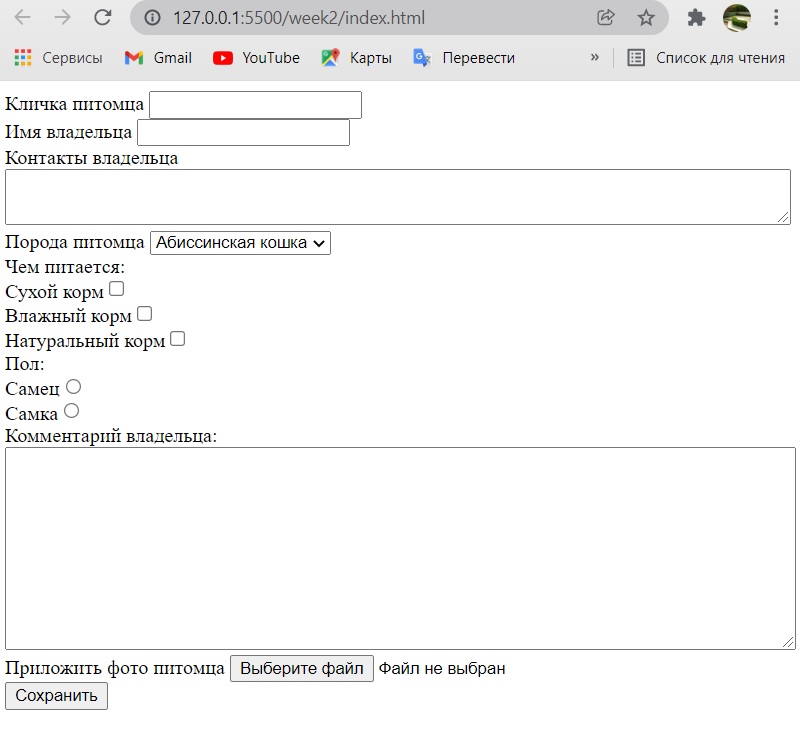 127.0.0.1:5500/week2/index.html
Сервисы Gmail YouTube Карты Перевести » Список для чтения
Кличка питомца
Имя владельца
Контакты владельца
Порода питомца Абиссинская кошка
Чем питается:
Сухой корм
Влажный корм
Натуральный корм
Пол:
Самец
Самка
Комментарий владельца:
Приложить фото питомца Выберите файл Файл не выбран
Сохранить